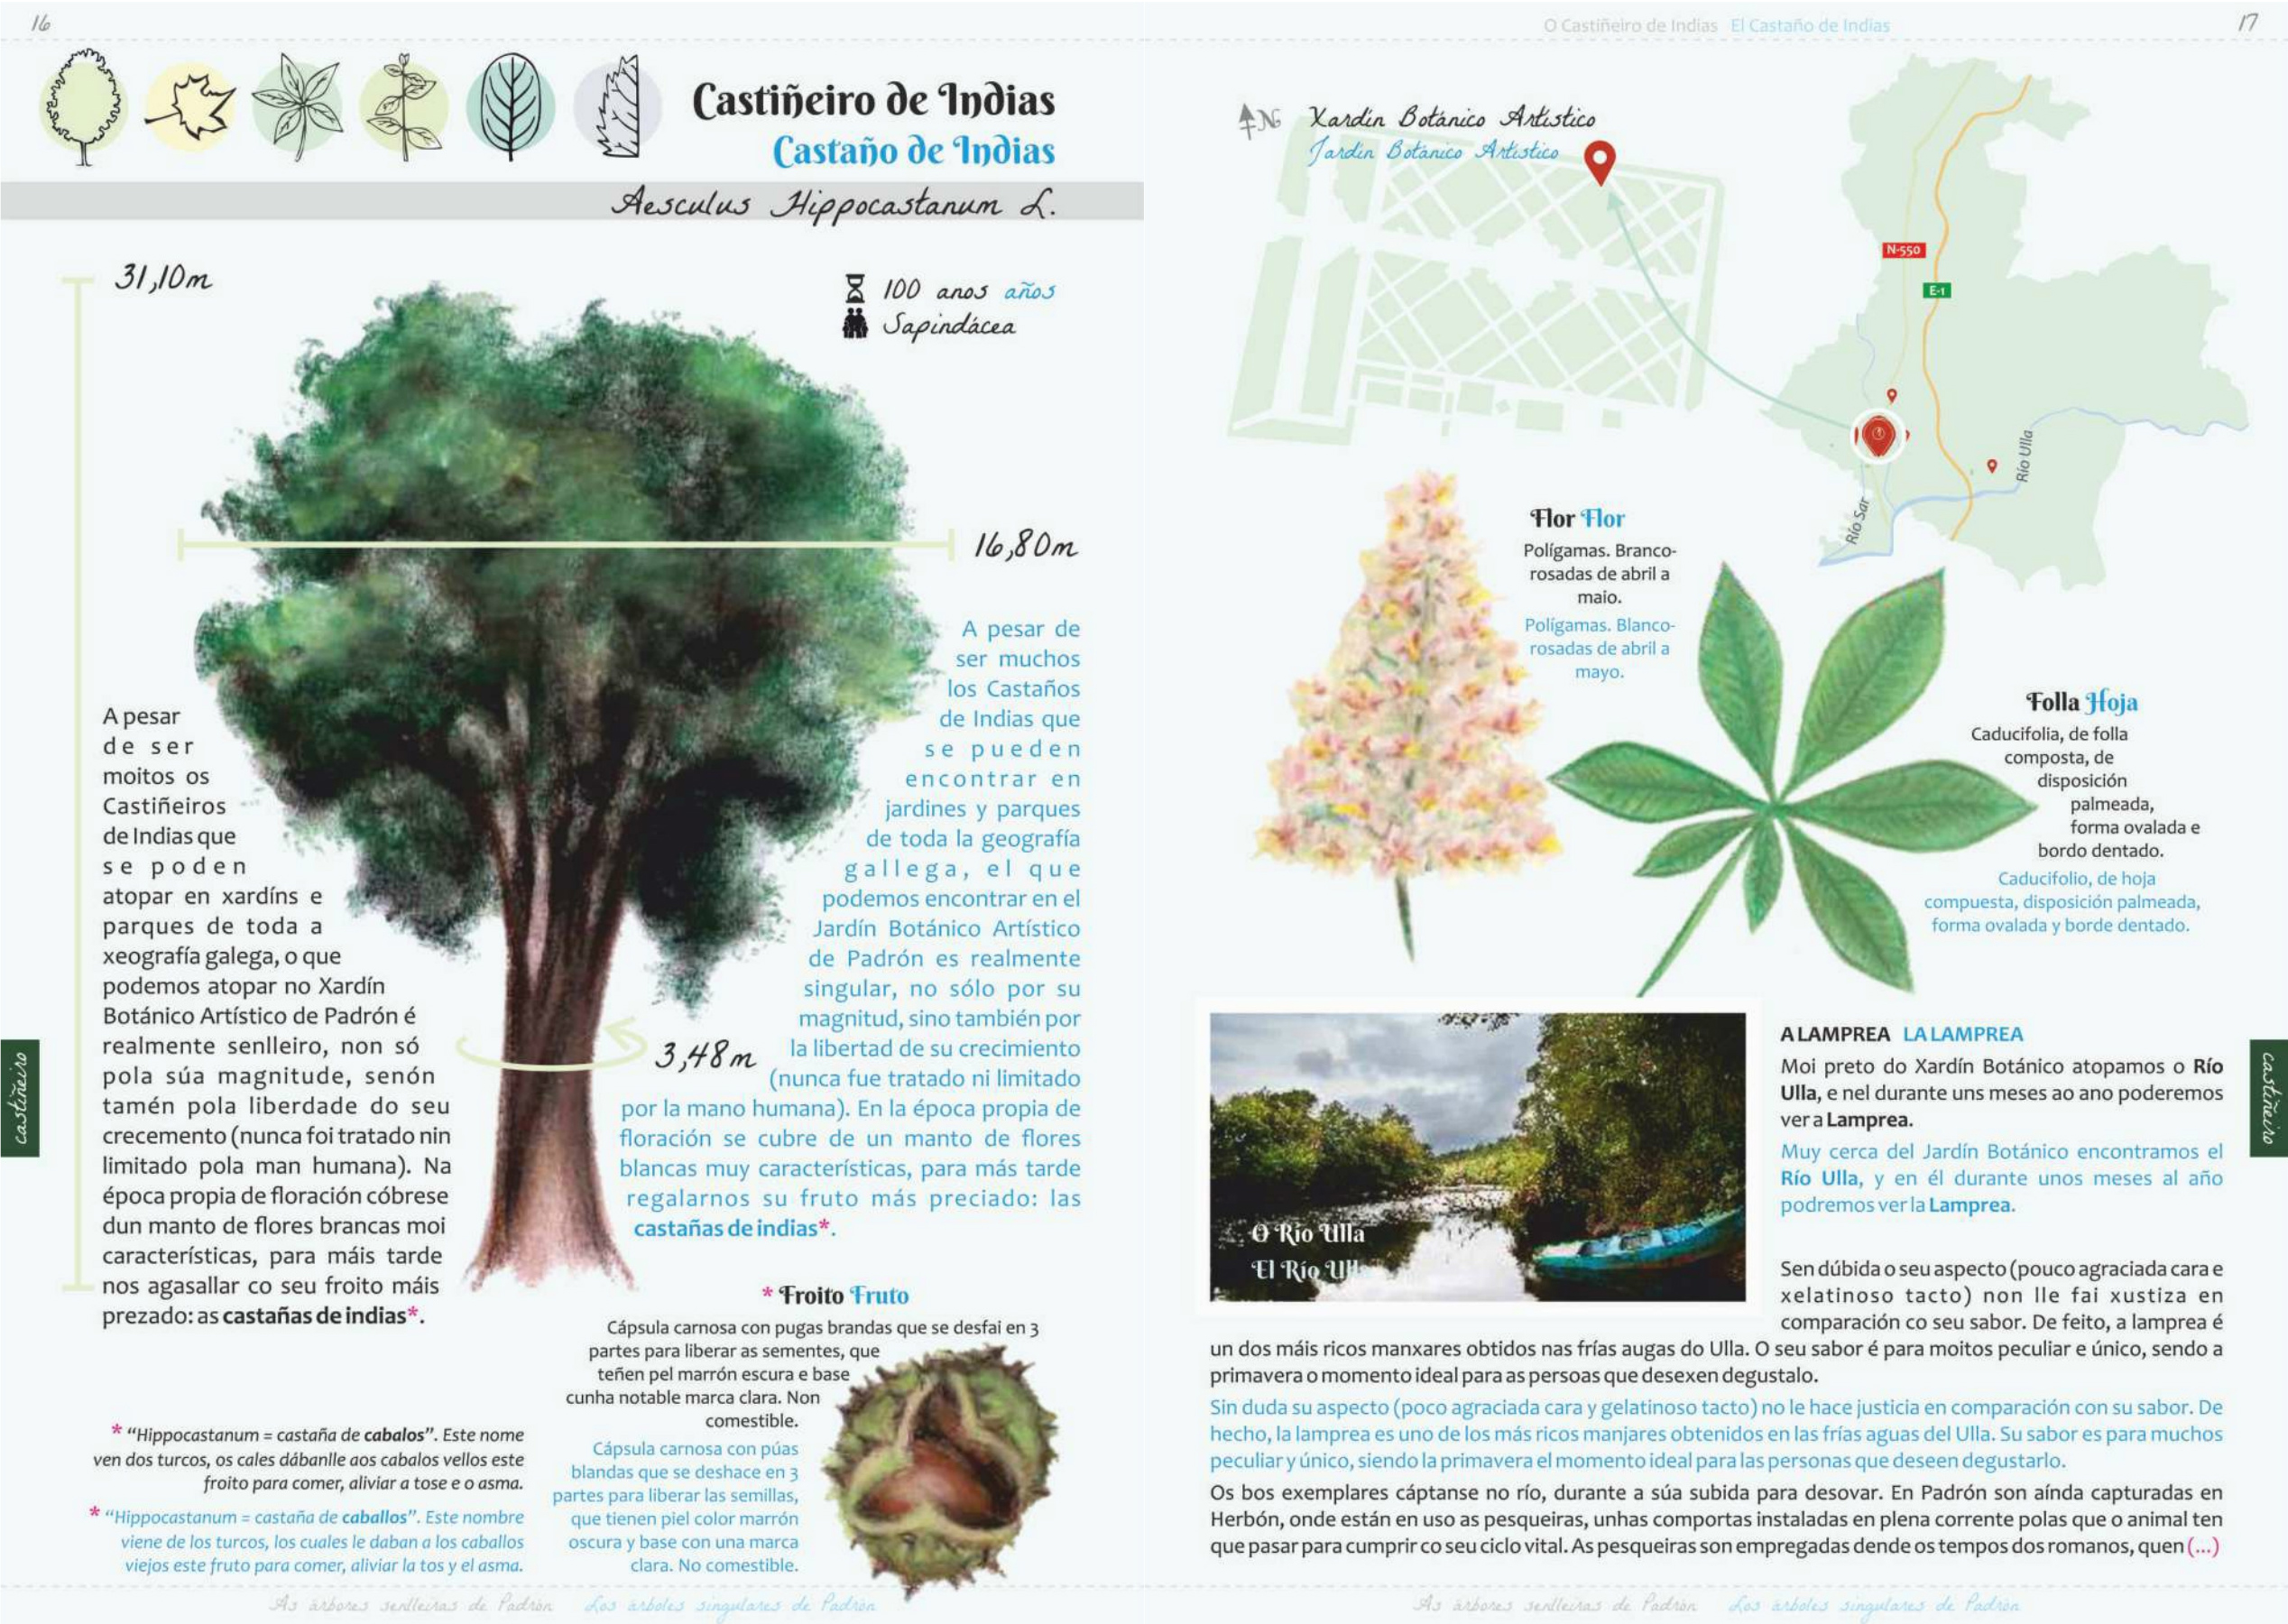 16
Castiñeiro de Indias
Castaño de Indias
Aesculus Hippocastanum L.
31,10m
100 anos años
Sapindácea
16,80m
A pesar
de ser
moitos os
Castiñeiros
de Indias que
se poden
atopar en xardíns e
parques de toda a
xeografía galega, o que
podemos atopar no Xardín
Botánico Artístico de Padrón é
realmente senlleiro, non só
pola súa magnitude, senón
tamén pola liberdade do seu
crecemento (nunca foi tratado nin
limitado pola man humana). Na
época propia de floración cóbrese
dun manto de flores brancas moi
características, para máis tarde
nos agasallar co seu froito máis
prezado: as castañas de indias*.
A pesar de
ser muchos
los Castaños
de Indias que
se pueden
encontrar en
jardines y parques
de toda la geografía
gallega, el que
podemos encontrar en el
Jardín Botánico Artístico
de Padrón es realmente
singular, no sólo por su
magnitud, sino también por
la libertad de su crecimiento
(nunca fue tratado ni limitado
por la mano humana). En la época propia de
floración se cubre de un manto de flores
blancas muy características, para más tarde
regalarnos su fruto más preciado: las
castañas de indias*.
3,48m
* Froito Fruto
Cápsula carnosa con pugas brandas que se desfai en 3
partes para liberar as sementes, que
teñen pel marrón escura e base
cunha notable marca clara. Non
comestible.
Cápsula carnosa con púas
blandas que se deshace en 3
partes para liberar las semillas,
que tienen piel color marrón
oscura y base con una marca
clara. No comestible.
* "Hippocastanum = castaña de cabalos". Este nome
ven dos turcos, os cales dábanlle aos cabalos vellos este
froito para comer, aliviar a tose e o asma.
* "Hippocastanum = castaña de caballos". Este nombre
viene de los turcos, los cuales le daban a los caballos
viejos este fruto para comer, aliviar la tos y el asma.
castiñeiro
As árbores senlleiras de Padrón Los árboles singulares de Padrón
O Castiñeiro de Indias El Castaño de Indias
17
N
Xardín Botánico Artístico
Jardín Botánico Artístico
N-550
E-1
Río Ulla
Río Sar
Flor Flor
Polígamas. Branco-
rosadas de abril a
maio.
Polígamas. Blanco-
rosadas de abril a
mayo.
Folla Hoja
Caducifolia, de folla
composta, de
disposición
palmeada,
forma ovalada e
bordo dentado.
Caducifolio, de hoja
compuesta, disposición palmeada,
forma ovalada y borde dentado.
O Río Ulla
El Río Ulla
A LAMPREA LA LAMPREA
Moi preto do Xardín Botánico atopamos o Río
Ulla, e nel durante uns meses ao ano poderemos
ver a Lamprea.
Muy cerca del Jardín Botánico encontramos el
Río Ulla, y en él durante unos meses al año
podremos ver la Lamprea.
Sen dúbida o seu aspecto (pouco agraciada cara e
xelatinoso tacto) non lle fai xustiza en
comparación co seu sabor. De feito, a lamprea é
un dos máis ricos manxares obtidos nas frías augas do Ulla. O seu sabor é para moitos peculiar e único, sendo a
primavera o momento ideal para as persoas que desexen degustalo.
Sin duda su aspecto (poco agraciada cara y gelatinoso tacto) no le hace justicia en comparación con su sabor. De
hecho, la lamprea es uno de los más ricos manjares obtenidos en las frías aguas del Ulla. Su sabor es para muchos
peculiar y único, siendo la primavera el momento ideal para las personas que deseen degustarlo.
Os bos exemplares cáptanse no río, durante a súa subida para desovar. En Padrón son aínda capturadas en
Herbón, onde están en uso as pesqueiras, unhas comportas instaladas en plena corrente polas que o animal ten
que pasar para cumprir co seu ciclo vital. As pesqueiras son empregadas dende os tempos dos romanos, quen (...)
castiñeiro
As árbores senlleiras de Padrón Los árboles singulares de Padrón